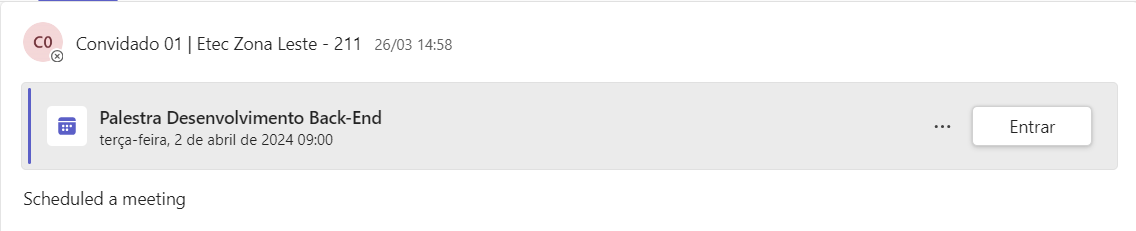 C0
Convidado 01 | Etec Zona Leste - 211 26/03 14:58
Palestra Desenvolvimento Back-End
terça-feira, 2 de abril de 2024 09:00
... Entrar
Scheduled a meeting